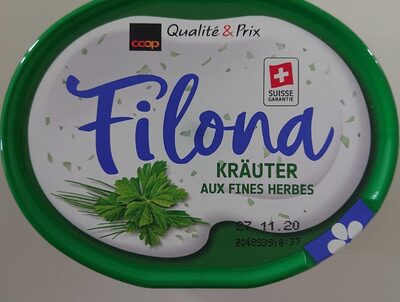 coop Qualité & Prix
SUISSE
GARANTIE
Filona
KRÄUTER
AUX FINES HERBES
27 11.20